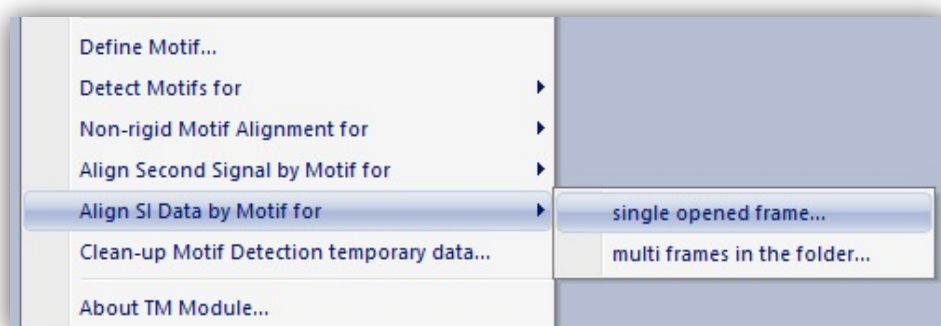 Define Motif...
Detect Motifs for
Non-rigid Motif Alignment for
Align Second Signal by Motif for
Align SI Data by Motif for
single opened frame...
Clean-up Motif Detection temporary data...
multi frames in the folder...
About TM Module...